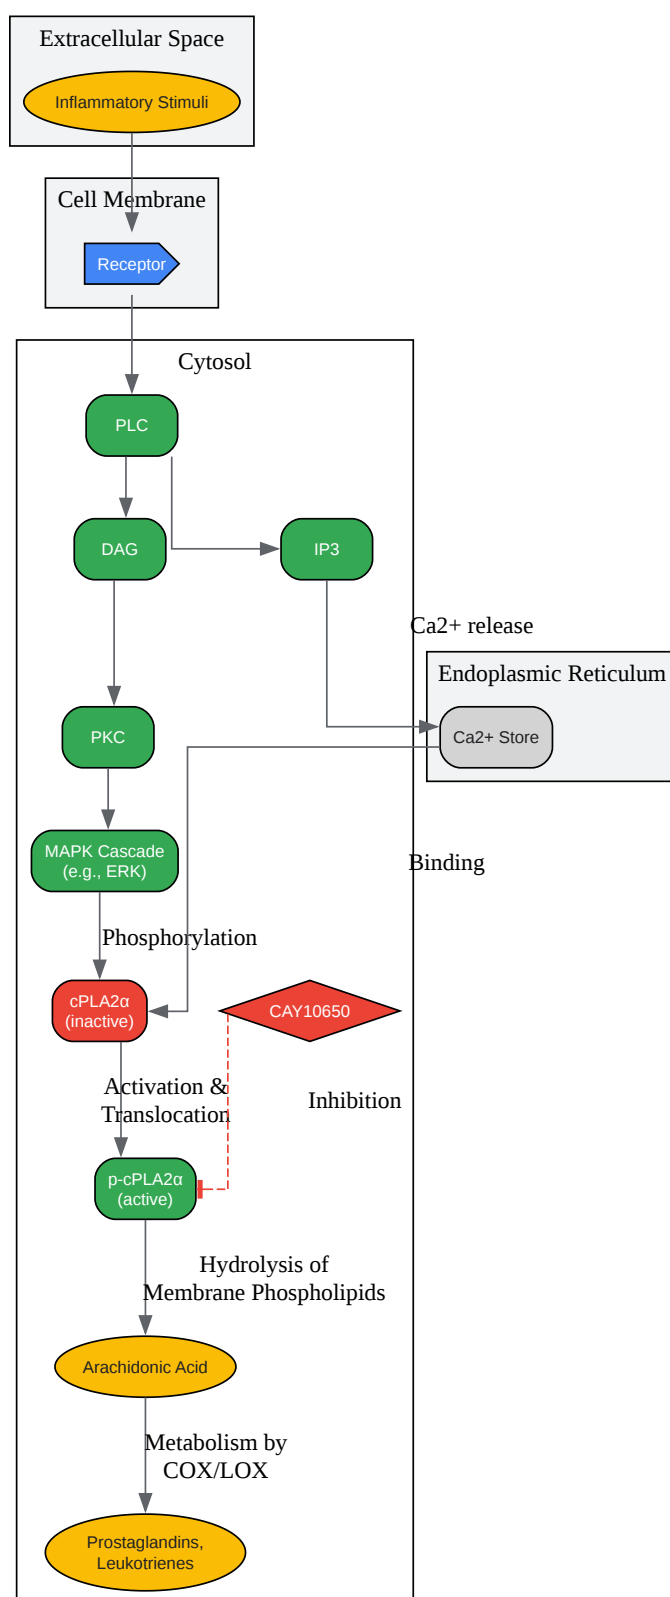 Extracellular Space
Inflammatory Stimuli
Cell Membrane
Receptor
Cytosol
PLC
DAG
IP3
Ca2+ release
Endoplasmic Reticulum
PKC
Ca2+ Store
MAPK Cascade
(e.g., ERK)
Binding
Phosphorylation
cPLA2α
(inactive)
CAY10650
Activation &
Translocation
Inhibition
p-cPLA2α
(active)
Hydrolysis of
Membrane Phospholipids
Arachidonic Acid
Metabolism by
COX/LOX
Prostaglandins,
Leukotrienes